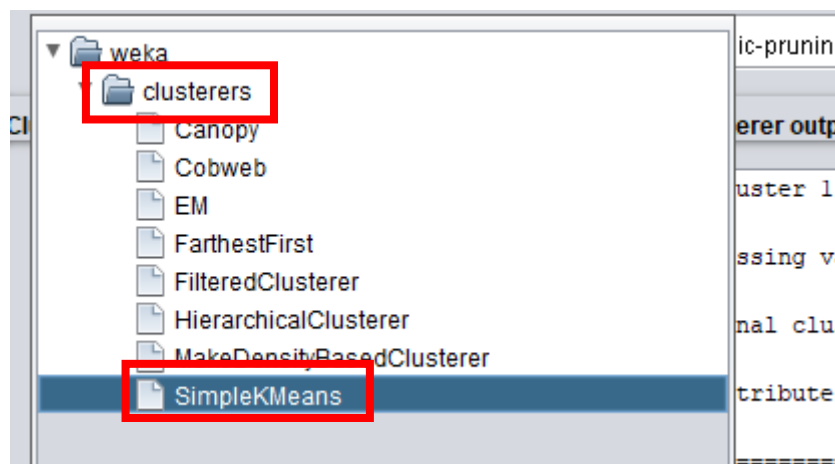 weka
ic-prunin
clusterers
Cl
erer outp
Canopy
Cobweb
uster l
EM
FarthestFirst
ssing v
FilteredClusterer
HierarchicalClusterer
nal clu
MakeDensityBasedClusterer
SimpleKMeans
tribute
=======